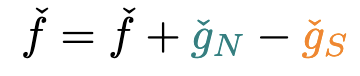 f̌ = f̌ + ǧ_N − ǧ_S